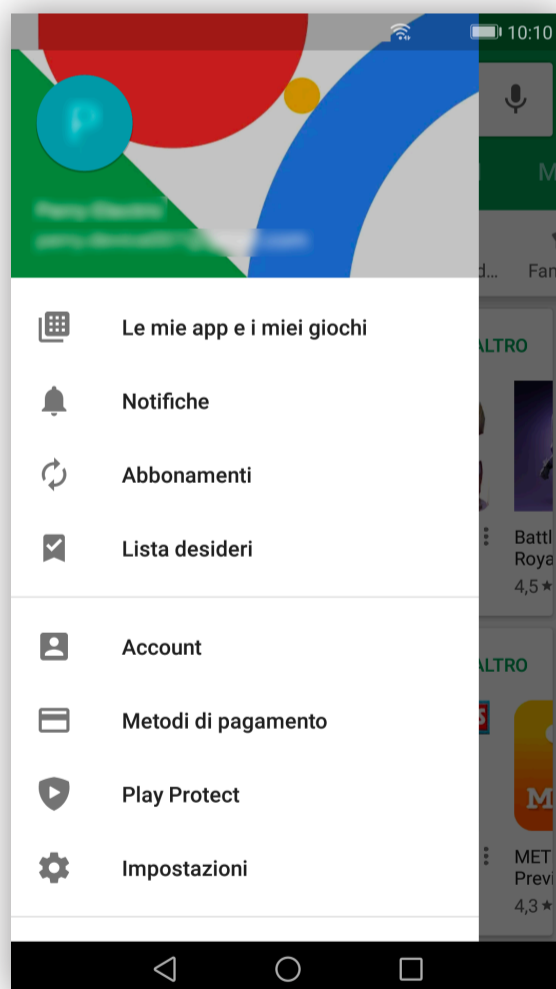 10:10
P
M
d...
Fan
Le mie app e i miei giochi
Notifiche
Abbonamenti
Lista desideri
Account
Metodi di pagamento
Play Protect
Impostazioni
ALTRO
Battl
Roya
4,5★
ALTRO
S
M
MET
Previ
4,3★